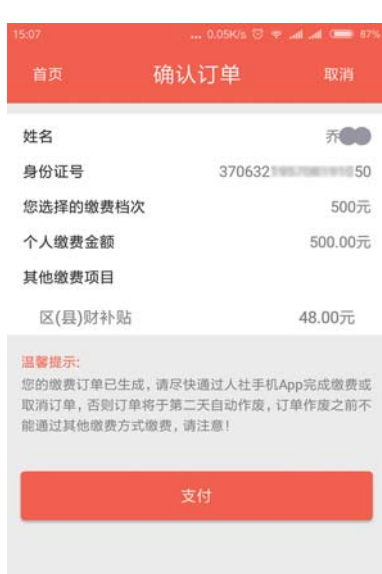 15:07 ... 0.05K/s 87%
首页 确认订单 取消
姓名 乔
身份证号 370632 50
您选择的缴费档次 500元
个人缴费金额 500.00元
其他缴费项目
区(县)财补贴 48.00元
温馨提示:
您的缴费订单已生成，请尽快通过人社手机App完成缴费或
取消订单，否则订单将于第二天自动作废，订单作废之前不
能通过其他缴费方式缴费，请注意！
支付